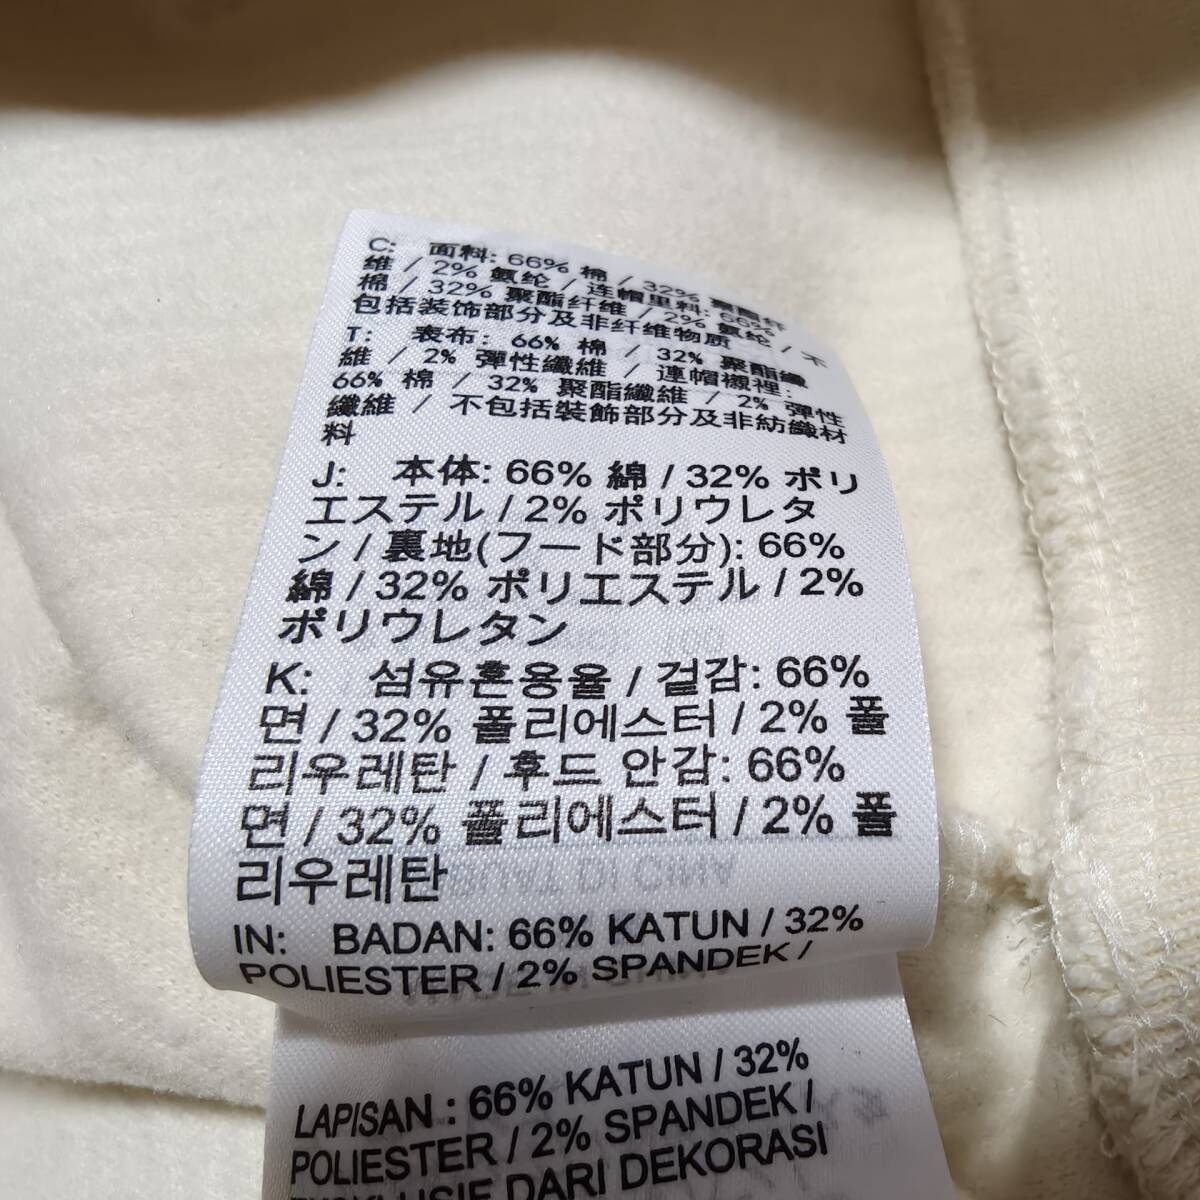 C: 面料: 66% 棉 / 32% 聚酯纤
维 / 2% 氨纶 / 连帽里料: 66%
棉 / 32% 聚酯纤维 / 2% 氨纶 / 不
包括装饰部分及非纤维物质
T: 表布: 66% 棉 / 32% 聚酯纖
維 / 2% 彈性纖維 / 連帽襯裡:
66% 棉 / 32% 聚酯纖維 / 2% 彈性
纖維 / 不包括裝飾部分及非紡織材
料
J: 本体: 66% 綿 / 32% ポリ
エステル / 2% ポリウレタ
ン / 裏地(フード部分): 66%
綿 / 32% ポリエステル / 2%
ポリウレタン
K: 섬유혼용율 / 겉감: 66%
면 / 32% 폴리에스터 / 2% 폴
리우레탄 / 후드 안감: 66%
면 / 32% 폴리에스터 / 2% 폴
리우레탄
IN: BADAN: 66% KATUN / 32%
POLIESTER / 2% SPANDEK /
LAPISAN : 66% KATUN / 32%
POLIESTER / 2% SPANDEK /
DARI DEKORASI